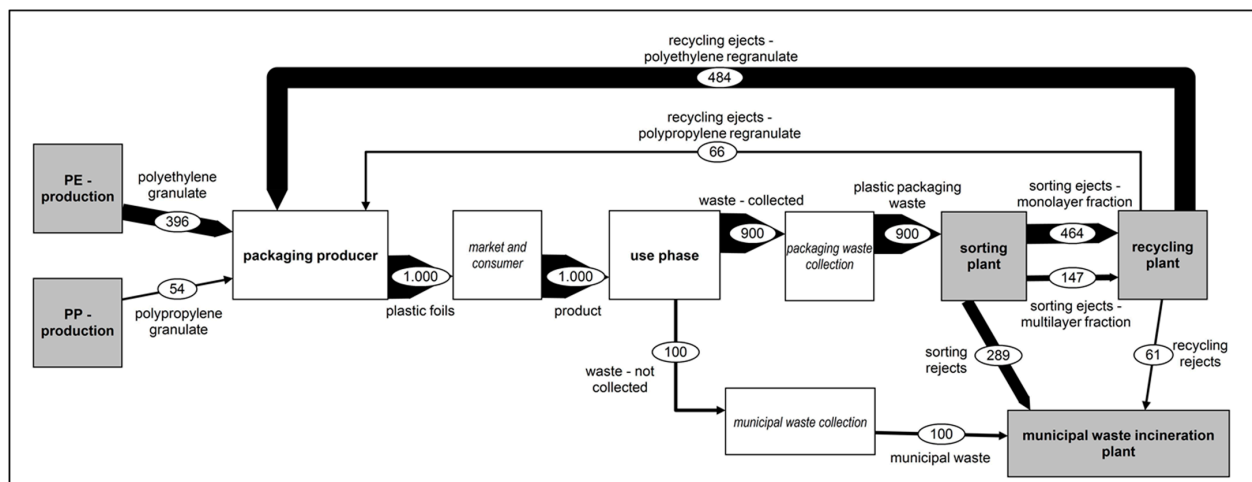 recycling ejects -
polyethylene regranulate
484
recycling ejects -
polypropylene regranulate
66
PE -
production
polyethylene
granulate
396
PP -
production
54
polypropylene
granulate
packaging producer
1.000
plastic foils
market and
consumer
1.000
product
use phase
waste - collected
900
packaging waste
collection
plastic packaging
waste
900
sorting
plant
sorting ejects -
monolayer fraction
464
147
sorting ejects -
multilayer fraction
recycling
plant
100
waste - not
collected
municipal waste collection
100
municipal waste
sorting
rejects
289
61
recycling
rejects
municipal waste incineration
plant